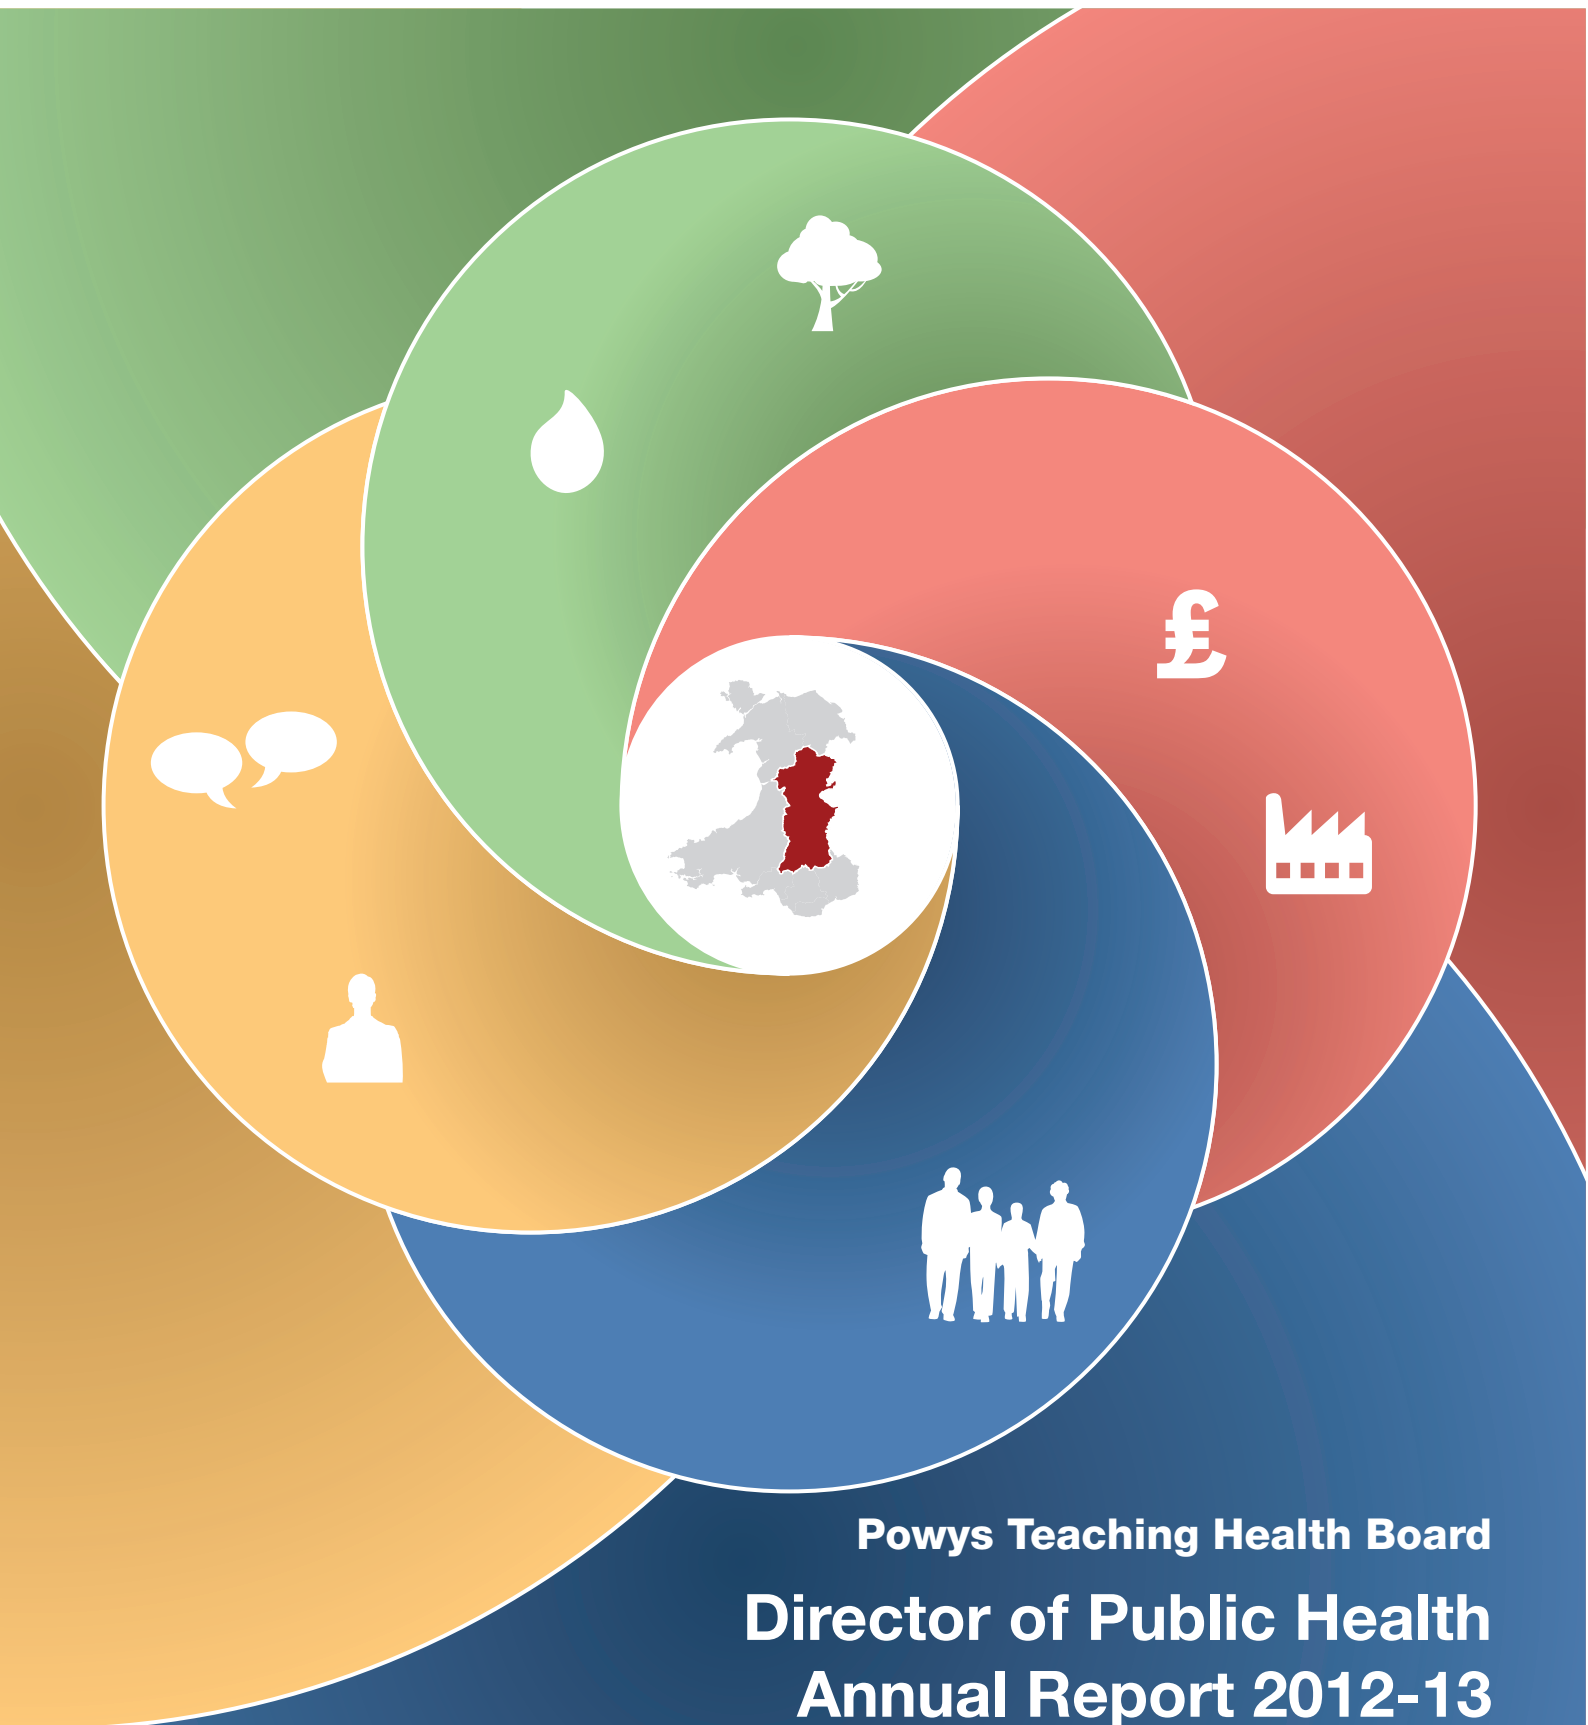 £
Powys Teaching Health Board
Director of Public Health
Annual Report 2012-13